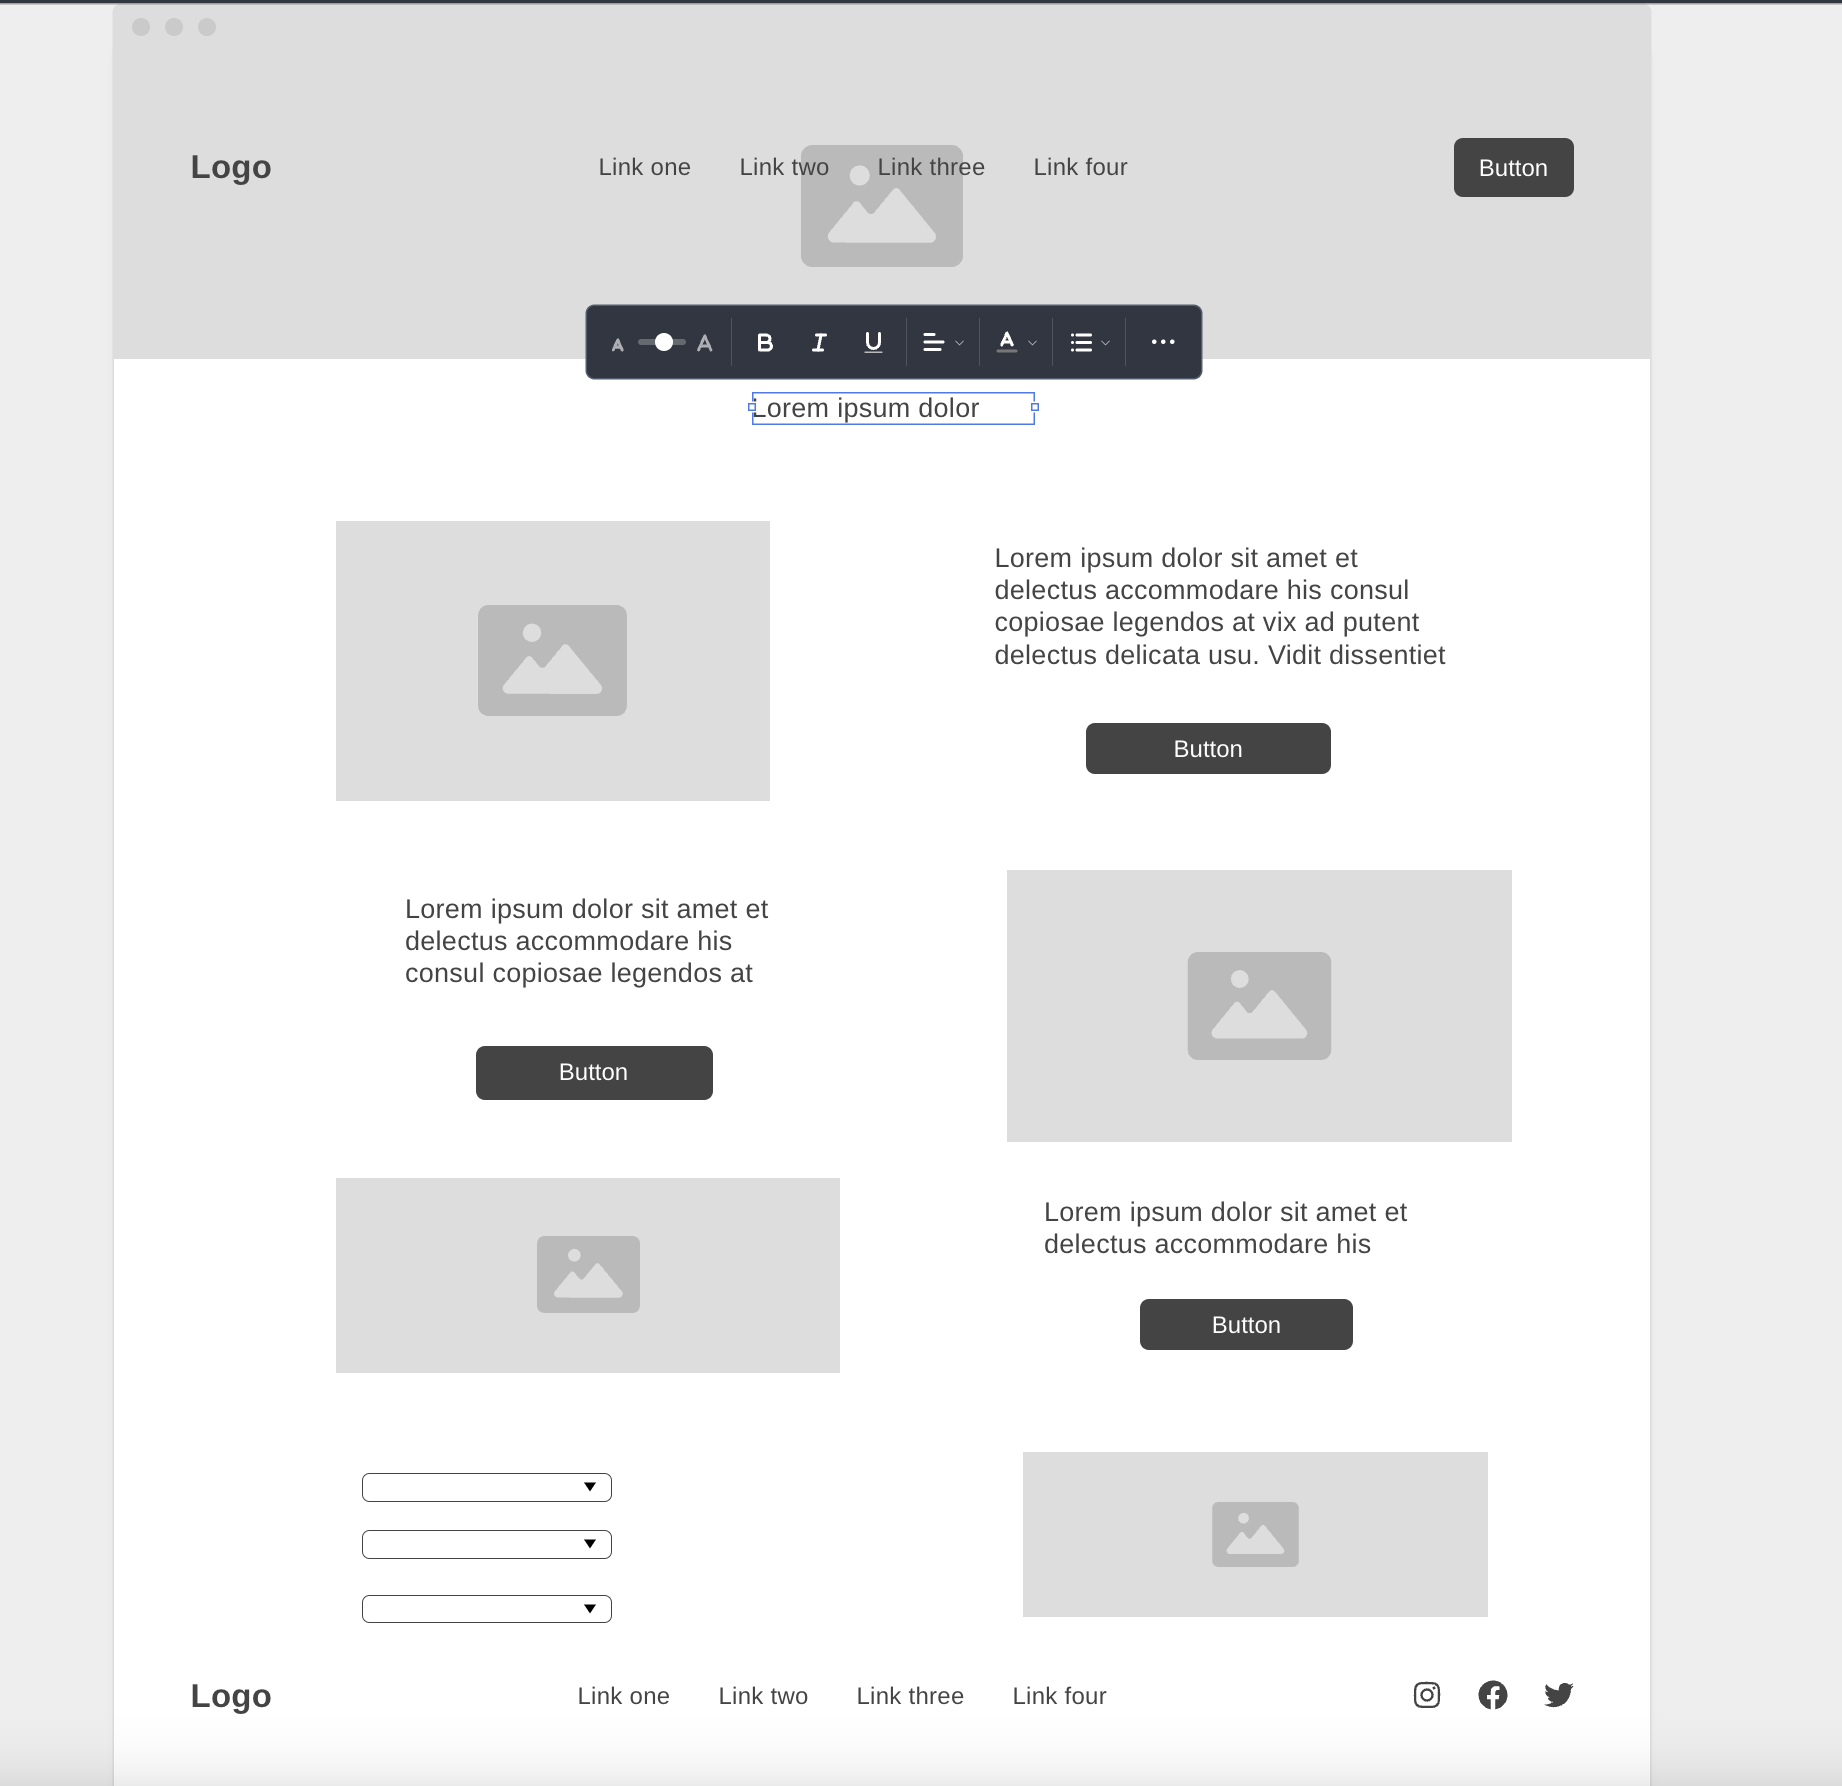 Logo
Link one Link two Link three Link four
Button
A A B I U A
Lorem ipsum dolor
Lorem ipsum dolor sit amet et
delectus accommodare his consul
copiosae legendos at vix ad putent
delectus delicata usu. Vidit dissentiet
Button
Lorem ipsum dolor sit amet et
delectus accommodare his
consul copiosae legendos at
Button
Lorem ipsum dolor sit amet et
delectus accommodare his
Button
Logo
Link one Link two Link three Link four